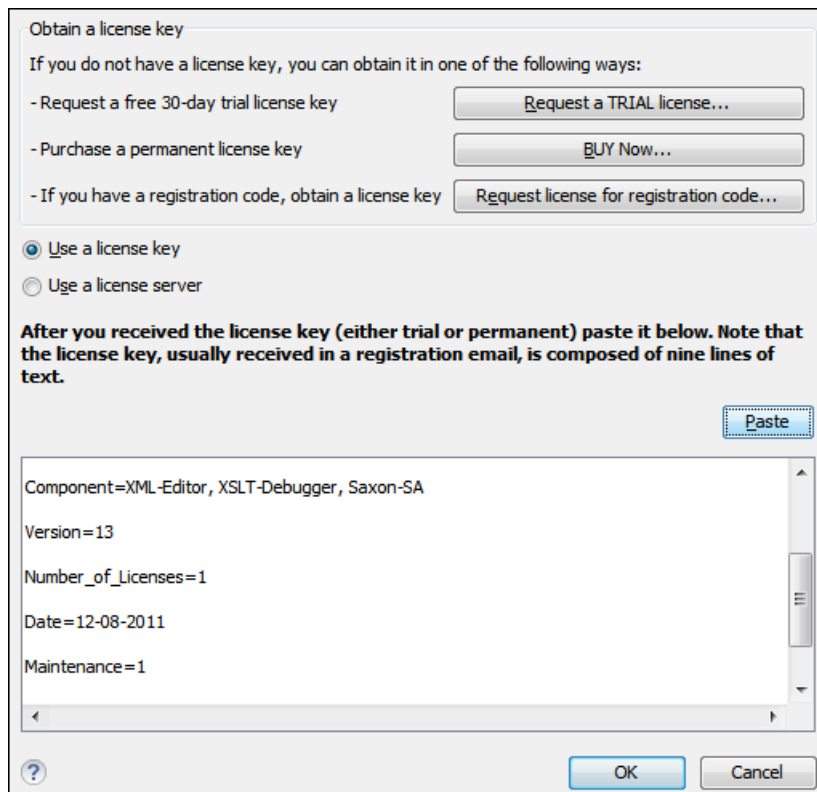 Obtain a license key
If you do not have a license key, you can obtain it in one of the following ways:
- Request a free 30-day trial license key
Request a TRIAL license...
- Purchase a permanent license key
BUY Now...
- If you have a registration code, obtain a license key
Request license for registration code...
Use a license key
Use a license server
After you received the license key (either trial or permanent) paste it below. Note that
the license key, usually received in a registration email, is composed of nine lines of
text.
Paste
Component=XML-Editor, XSLT-Debugger, Saxon-SA
Version=13
Number_of_Licenses=1
Date=12-08-2011
Maintenance=1
?
OK
Cancel